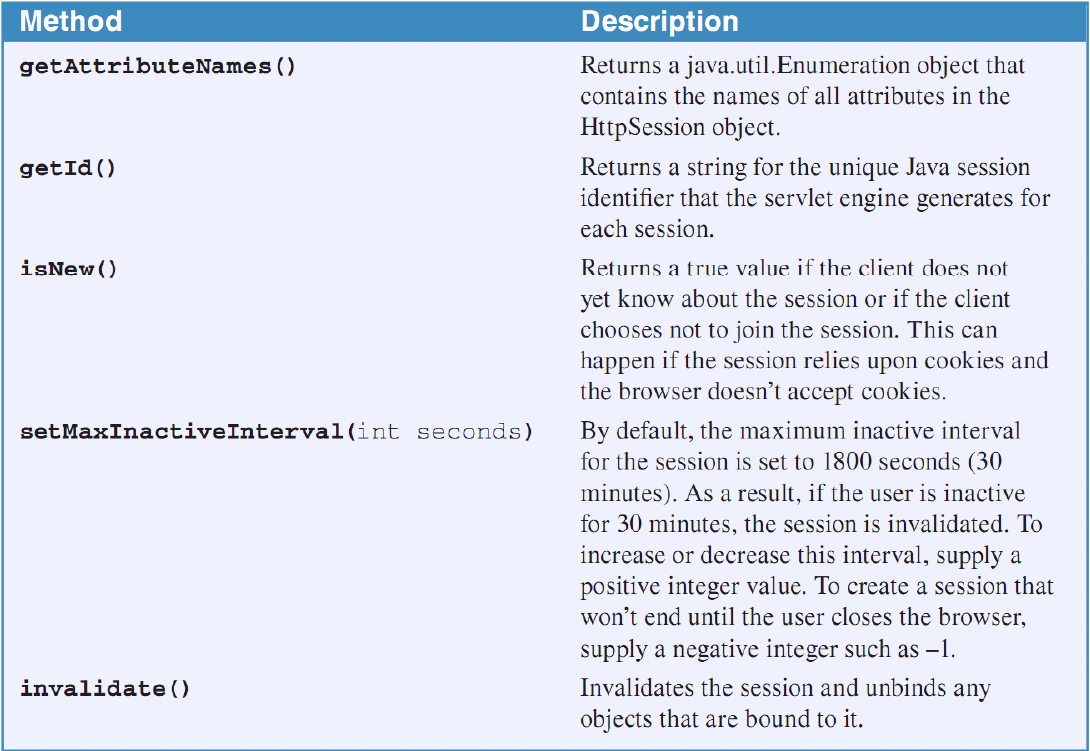 Method Description
getAttributeNames() Returns a java.util.Enumeration object that
contains the names of all attributes in the
HttpSession object.
getId() Returns a string for the unique Java session
identifier that the servlet engine generates for
each session.
isNew() Returns a true value if the client does not
yet know about the session or if the client
chooses not to join the session. This can
happen if the session relies upon cookies and
the browser doesn’t accept cookies.
setMaxInactiveInterval(int seconds) By default, the maximum inactive interval
for the session is set to 1800 seconds (30
minutes). As a result, if the user is inactive
for 30 minutes, the session is invalidated. To
increase or decrease this interval, supply a
positive integer value. To create a session that
won’t end until the user closes the browser,
supply a negative integer such as –1.
invalidate() Invalidates the session and unbinds any
objects that are bound to it.